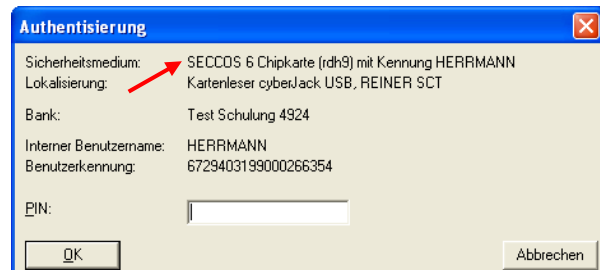 Authentisierung
Sicherheitsmedium: SECCOS 6 Chipkarte (rdh9) mit Kennung HERRMANN
Lokalisierung: Kartenleser cyberJack USB, REINER SCT
Bank: Test Schulung 4924
Interner Benutzername: HERRMANN
Benutzerkennung: 6729403199000266354
PIN:
OK Abbrechen